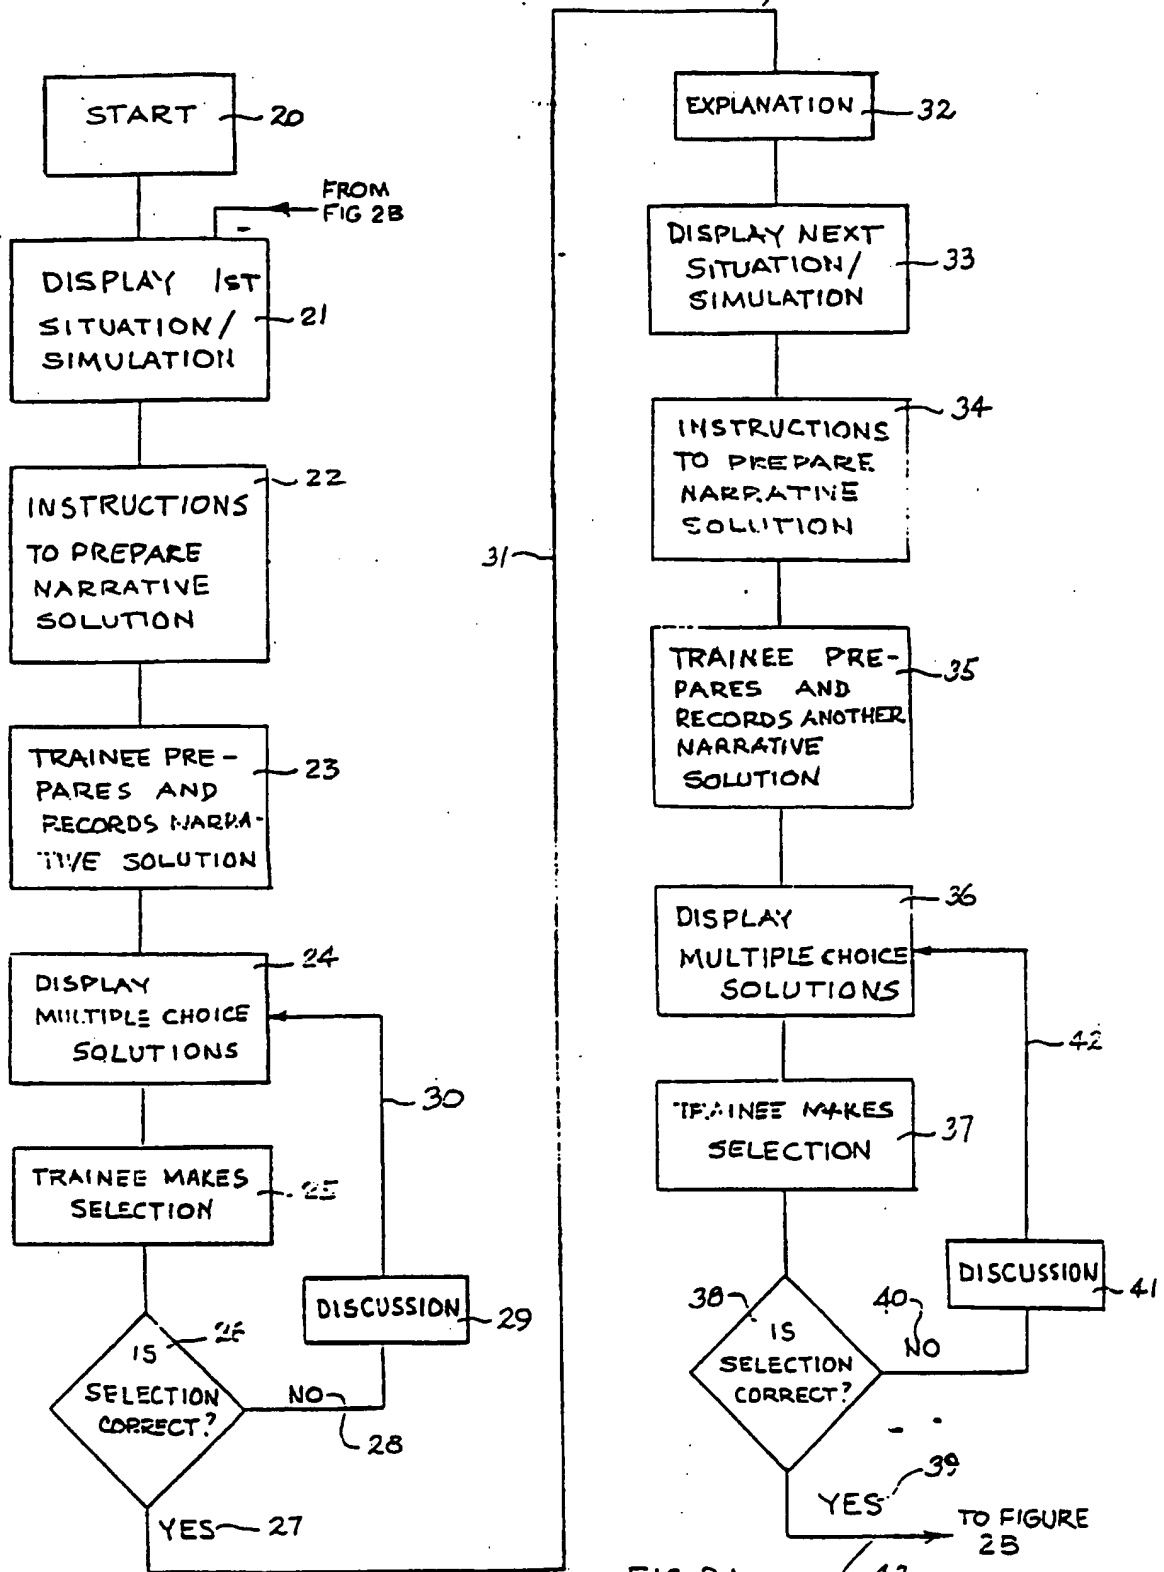 START
20
FROM
FIG 2B
DISPLAY 1ST
SITUATION/
SIMULATION
21
INSTRUCTIONS
TO PREPARE
NARRATIVE
SOLUTION
22
TRAINEE PRE-
PARES AND
RECORDS NARRA-
TIVE SOLUTION
23
DISPLAY
MULTIPLE CHOICE
SOLUTIONS
24
30
TRAINEE MAKES
SELECTION
25
DISCUSSION
29
IS
SELECTION
CORRECT?
26
NO
28
YES
27
31
EXPLANATION
32
DISPLAY NEXT
SITUATION/
SIMULATION
33
INSTRUCTIONS
TO PREPARE
NARRATIVE
SOLUTION
34
TRAINEE PRE-
PARES AND
RECORDS ANOTHER
NARRATIVE
SOLUTION
35
DISPLAY
MULTIPLE CHOICE
SOLUTIONS
36
42
TRAINEE MAKES
SELECTION
37
DISCUSSION
41
38
IS
SELECTION
CORRECT?
40
NO
39
YES
TO FIGURE
2B